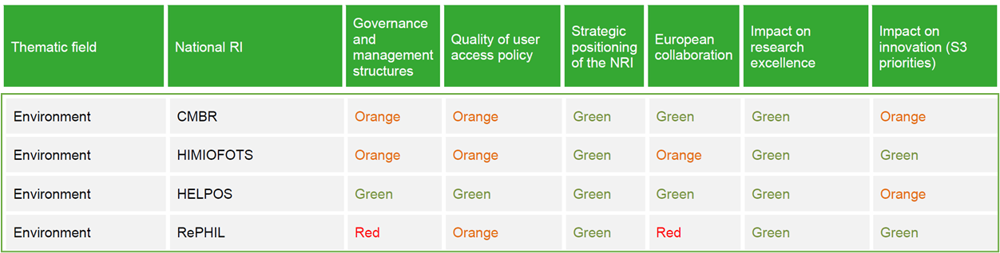 Thematic field
National RI
Governance
and
management
structures
Quality of user
access policy
Strategic
positioning
of the NRI
European
collaboration
Impact on
research
excellence
Impact on
innovation (S3
priorities)
Environment CMBR Orange Orange Green Green Green Orange
Environment HIMIOFOTS Orange Orange Green Orange Green Green
Environment HELPOS Green Green Green Green Green Orange
Environment RePHIL Red Orange Green Red Green Green